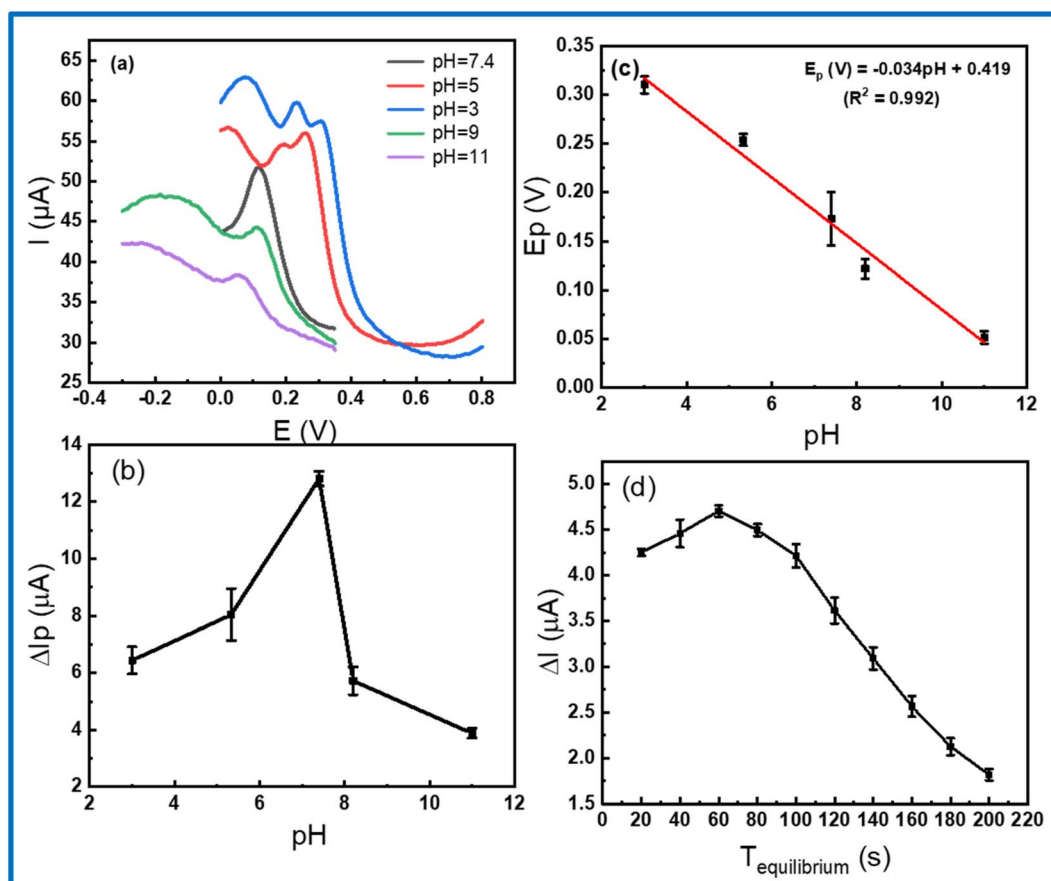 (a)
pH=7.4
pH=5
pH=3
pH=9
pH=11
I (μA)
65
60
55
50
45
40
35
30
25
-0.4
-0.2
0.0
0.2
0.4
0.6
0.8
E (V)
(c)
Ep (V) = -0.034pH + 0.419
(R2 = 0.992)
Ep (V)
0.35
0.30
0.25
0.20
0.15
0.10
0.05
0.00
2
4
6
8
10
12
pH
(b)
ΔIp (μA)
14
12
10
8
6
4
2
2
4
6
8
10
12
pH
(d)
ΔI (μA)
5.0
4.5
4.0
3.5
3.0
2.5
2.0
1.5
0 20 40 60 80 100 120 140 160 180 200 220
Tequilibrium (s)